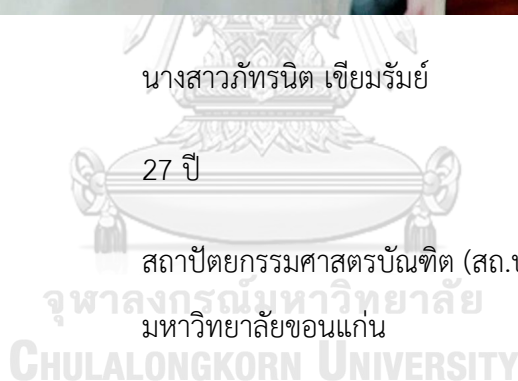 นางสาวภัทรนิต เขียมรัมย์
27 ปี
สถาปัตยกรรมศาสตรบัณฑิต (สถ.บ
จุฬาลงกรณ์มหาวิทยาลัย
มหาวิทยาลัยขอนแก่น
CHULALONGKORN UNIVERSITY